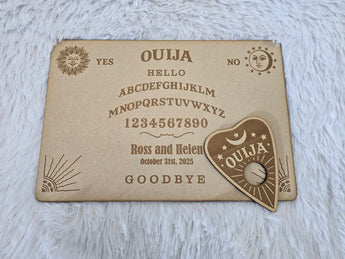 OUIJA
YES
NO
HELLO
ABCDEFGHIJKLM
NOPQRSTUVWXYZ
1234567890
Ross and Helen
October 31st, 2025
GOODBYE
OUIJA